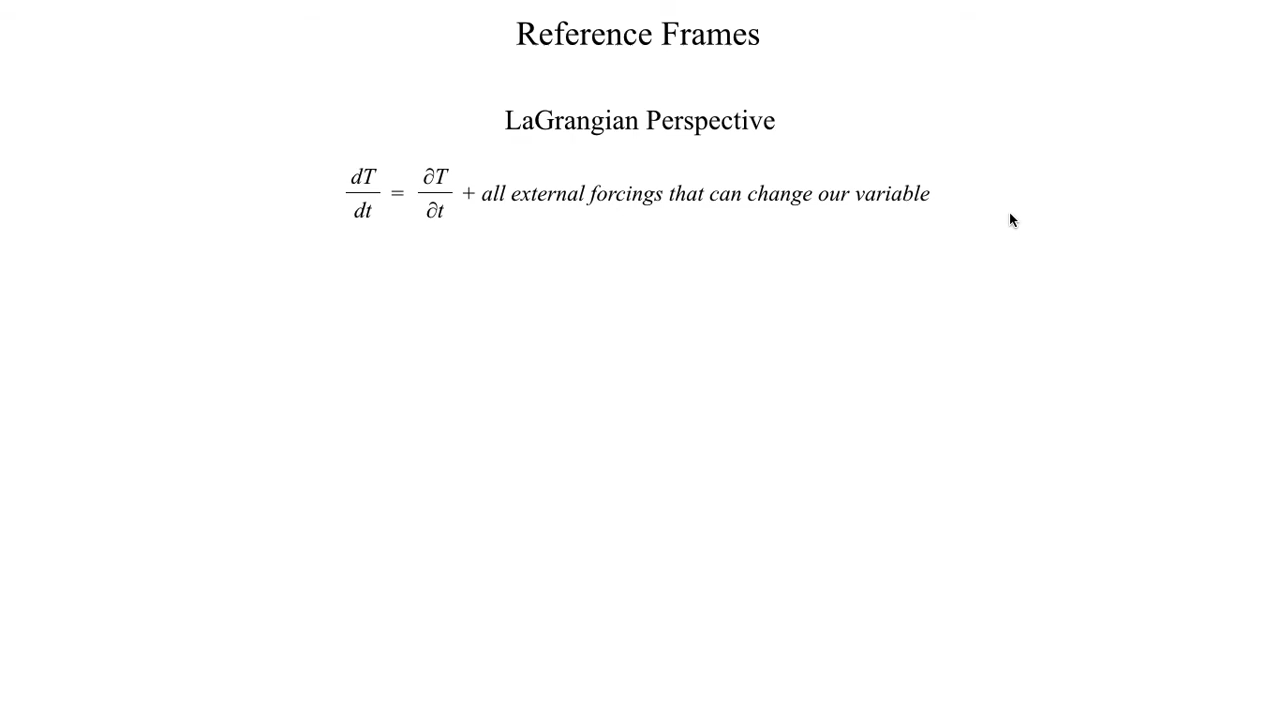 Reference Frames
LaGrangian Perspective
dT/dt = ∂T/∂t + all external forcings that can change our variable